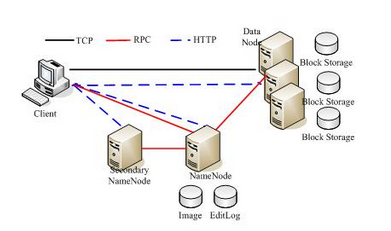 TCP
RPC
HTTP
Data
Node
Block Storage
Client
Block Storage
Block Storage
Secondary
NameNode
NameNode
Image
EditLog